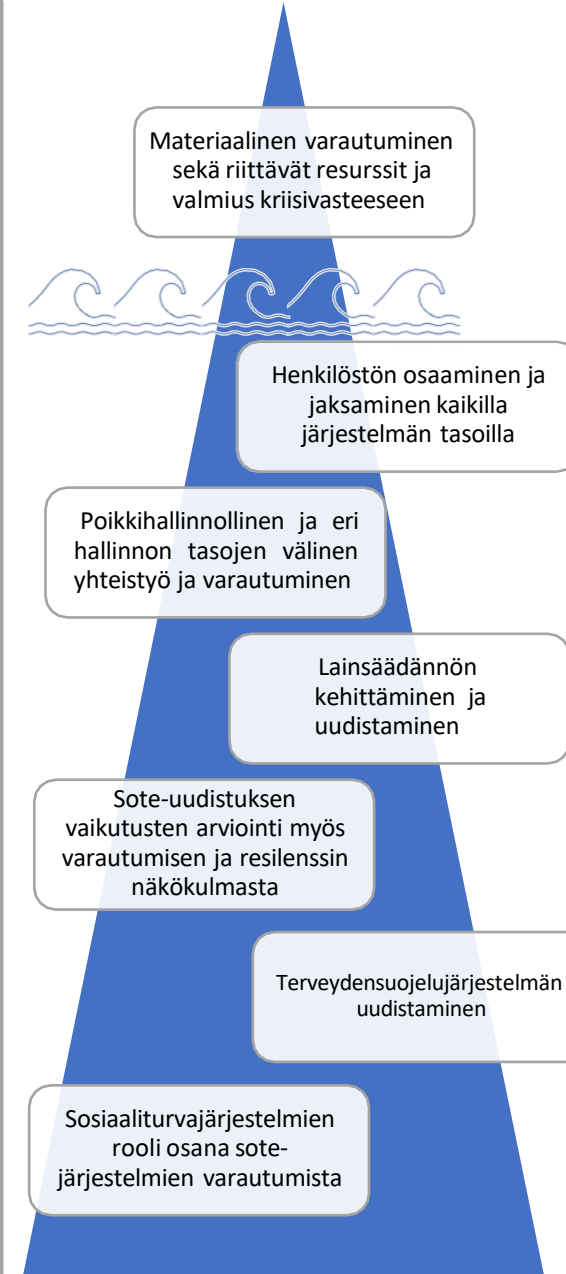 Materiaalinen varautuminen
sekä riittävät resurssit ja
valmius kriisivasteeseen
Henkilöstön osaaminen ja
jaksaminen kaikilla
järjestelmän tasoilla
Poikkihallinnollinen ja eri
hallinnon tasojen välinen
yhteistyö ja varautuminen
Lainsäädännön
kehittäminen ja
uudistaminen
Sote-uudistuksen
vaikutusten arviointi myös
varautumisen ja resilenssin
näkökulmasta
Terveydensuojelujärjestelmän
uudistaminen
Sosiaaliturvajärjestelmien
rooli osana sote-
järjestelmien varautumista